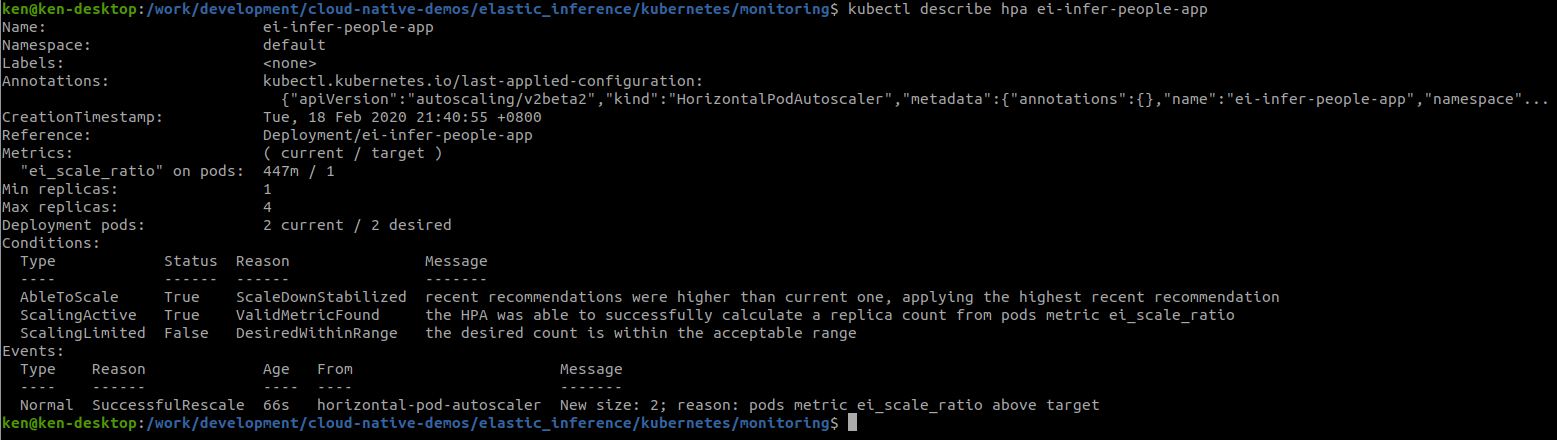 ken@ken-desktop:/work/development/cloud-native-demos/elastic_inference/kubernetes/monitoring$ kubectl describe hpa ei-infer-people-app
Name:                          ei-infer-people-app
Namespace:                     default
Labels:                        <none>
Annotations:                   kubectl.kubernetes.io/last-applied-configuration:
                                 {"apiVersion":"autoscaling/v2beta2","kind":"HorizontalPodAutoscaler","metadata":{"annotations":{},"name":"ei-infer-people-app","namespace"...
CreationTimestamp:             Tue, 18 Feb 2020 21:40:55 +0800
Reference:                     Deployment/ei-infer-people-app
Metrics:                       ( current / target )
  "ei_scale_ratio" on pods:  447m / 1
Min replicas:                  1
Max replicas:                  4
Deployment pods:               2 current / 2 desired
Conditions:
  Type            Status  Reason               Message
  ----            ------  ------               -------
  AbleToScale     True    ScaleDownStabilized  recent recommendations were higher than current one, applying the highest recent recommendation
  ScalingActive   True    ValidMetricFound     the HPA was able to successfully calculate a replica count from pods metric ei_scale_ratio
  ScalingLimited  False   DesiredWithinRange   the desired count is within the acceptable range
Events:
  Type    Reason             Age   From                       Message
  ----    ------             ----  ----                       -------
  Normal  SuccessfulRescale  66s   horizontal-pod-autoscaler  New size: 2; reason: pods metric ei_scale_ratio above target
ken@ken-desktop:/work/development/cloud-native-demos/elastic_inference/kubernetes/monitoring$